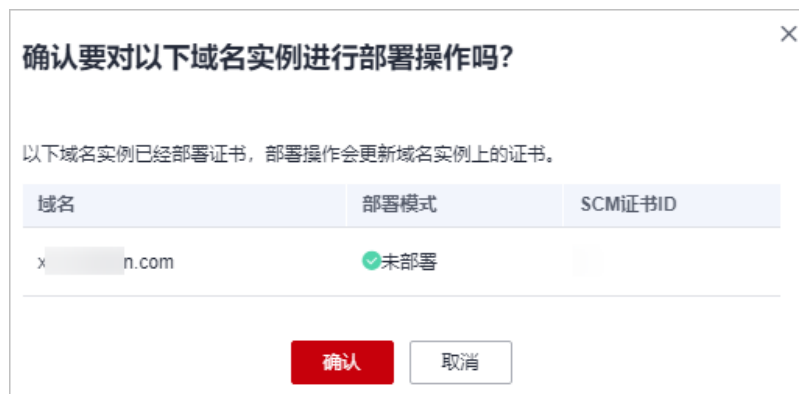 确认要对以下域名实例进行部署操作吗?
以下域名实例已经部署证书，部署操作会更新域名实例上的证书。
域名 部署模式 SCM证书ID
x n.com 未部署
确认 取消